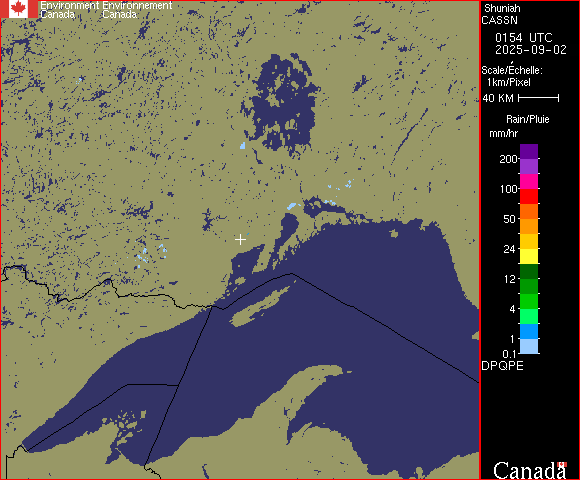 Environment Environnement
Canada Canada
Shuniah
CASSN
0154 UTC
2025-09-02
Scale/Echelle:
1km/Pixel
40 KM
Rain/Pluie
mm/hr
200
100
50
24
12
4
1
0.1
DPQPE
Canada